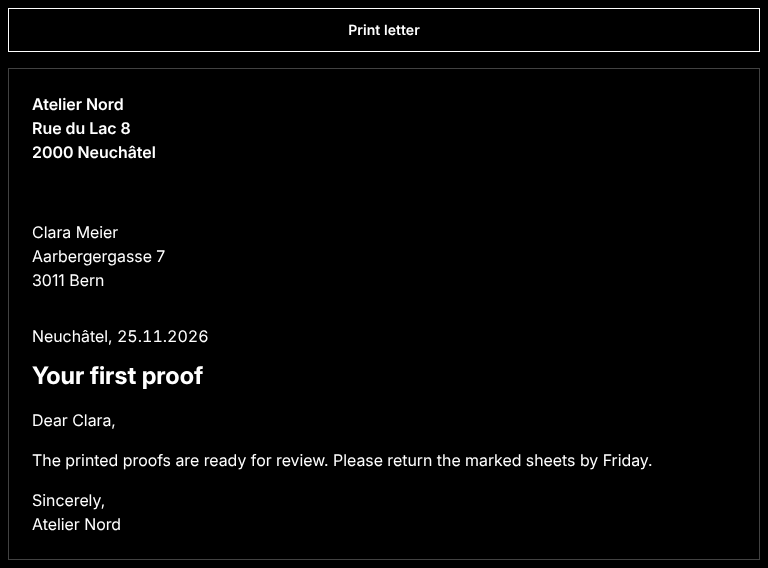 Print letter
Atelier Nord
Rue du Lac 8
2000 Neuchâtel
Clara Meier
Aarbergergasse 7
3011 Bern
Neuchâtel, 25.11.2026
Your first proof
Dear Clara,
The printed proofs are ready for review. Please return the marked sheets by Friday.
Sincerely,
Atelier Nord